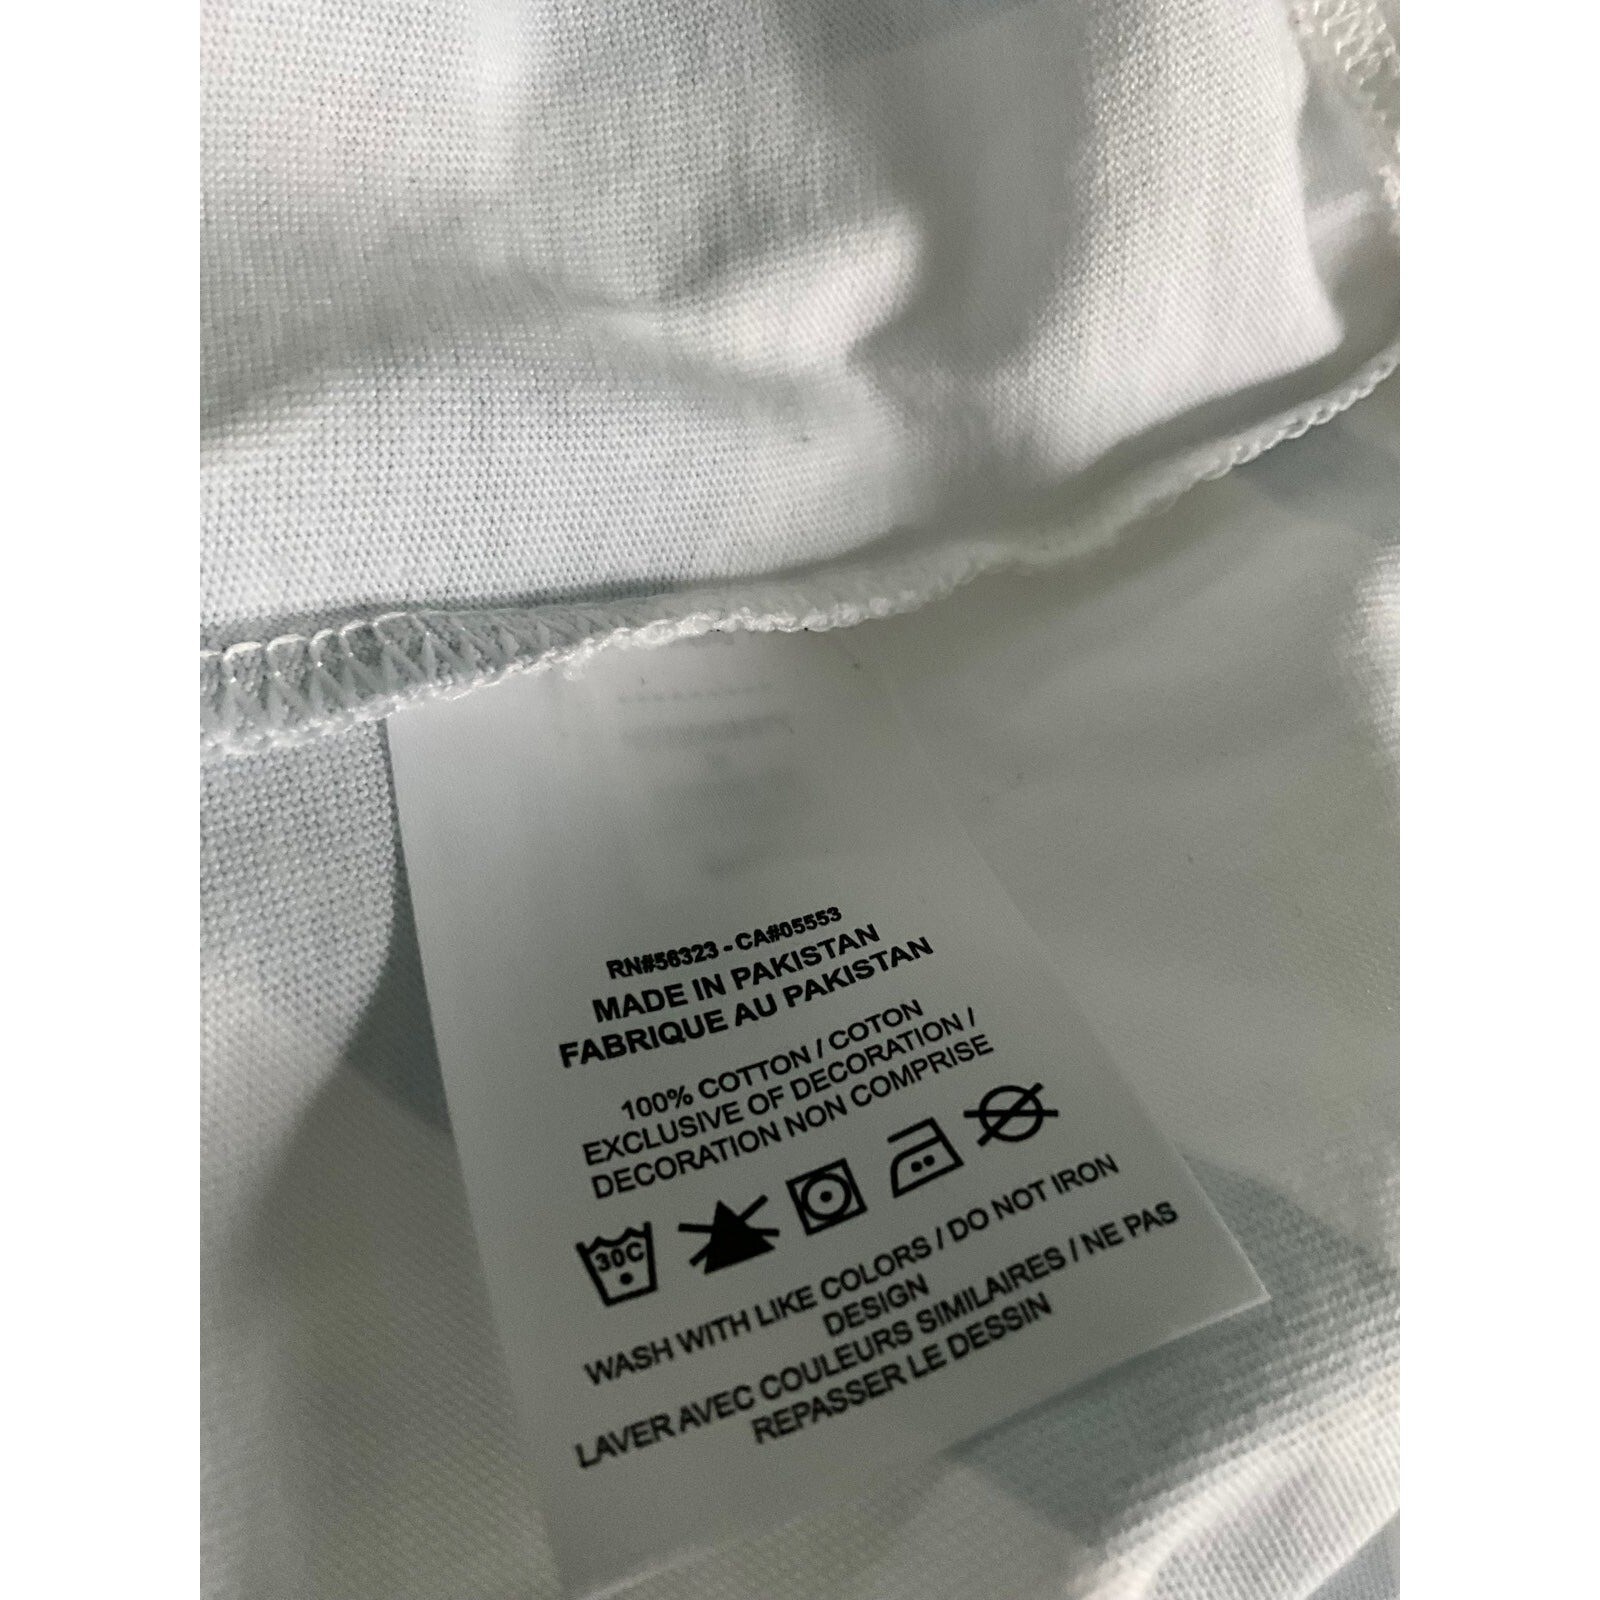 RN#56323 - CA#05553
MADE IN PAKISTAN
FABRIQUE AU PAKISTAN
100% COTTON / COTON
EXCLUSIVE OF DECORATION /
DECORATION NON COMPRISE
30C
WASH WITH LIKE COLORS / DO NOT IRON
DESIGN
LAVER AVEC COULEURS SIMILAIRES / NE PAS
REPASSER LE DESSIN